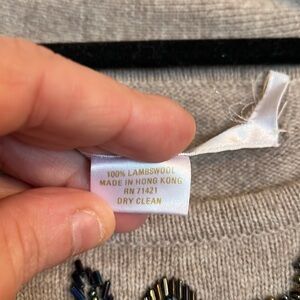 100% LAMBSWOOL
MADE IN HONG KONG
RN 71421
DRY CLEAN